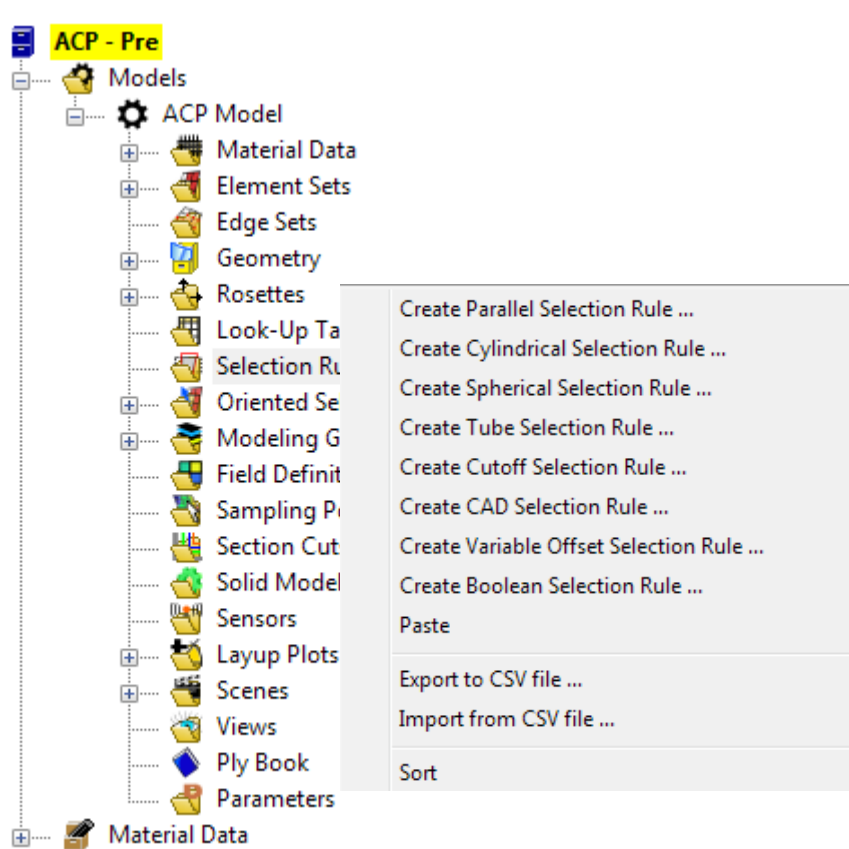 ACP - Pre
Models
ACP Model
Material Data
Element Sets
Edge Sets
Geometry
Rosettes
Look-Up Ta
Selection Ru
Oriented Se
Modeling G
Field Definit
Sampling P
Section Cut
Solid Model
Sensors
Layup Plots
Scenes
Views
Ply Book
Parameters
Material Data
Create Parallel Selection Rule ...
Create Cylindrical Selection Rule ...
Create Spherical Selection Rule ...
Create Tube Selection Rule ...
Create Cutoff Selection Rule ...
Create CAD Selection Rule ...
Create Variable Offset Selection Rule ...
Create Boolean Selection Rule ...
Paste
Export to CSV file ...
Import from CSV file ...
Sort